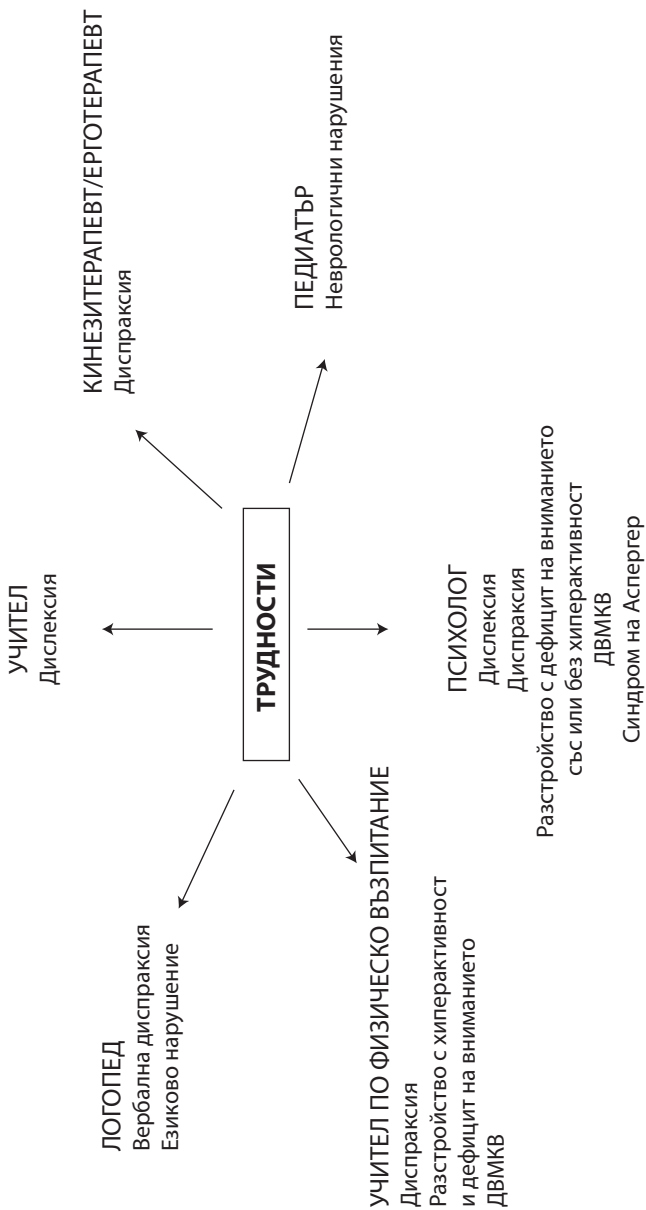 УЧИТЕЛ
Дислексия
КИНЕЗИТЕРАПЕВТ/ЕРГОТЕРАПЕВТ
Диспраксия
ЛОГОПЕД
Вербална диспраксия
Езиково нарушение
ТРУДНОСТИ
ПЕДИАТЪР
Неврологични нарушения
УЧИТЕЛ ПО ФИЗИЧЕСКО ВЪЗПИТАНИЕ
Диспраксия
Разстройство с хиперактивност
и дефицит на вниманието
ДВМКВ
ПСИХОЛОГ
Дислексия
Диспраксия
Разстройство с дефицит на вниманието
със или без хиперактивност
ДВМКВ
Синдром на Аспергер